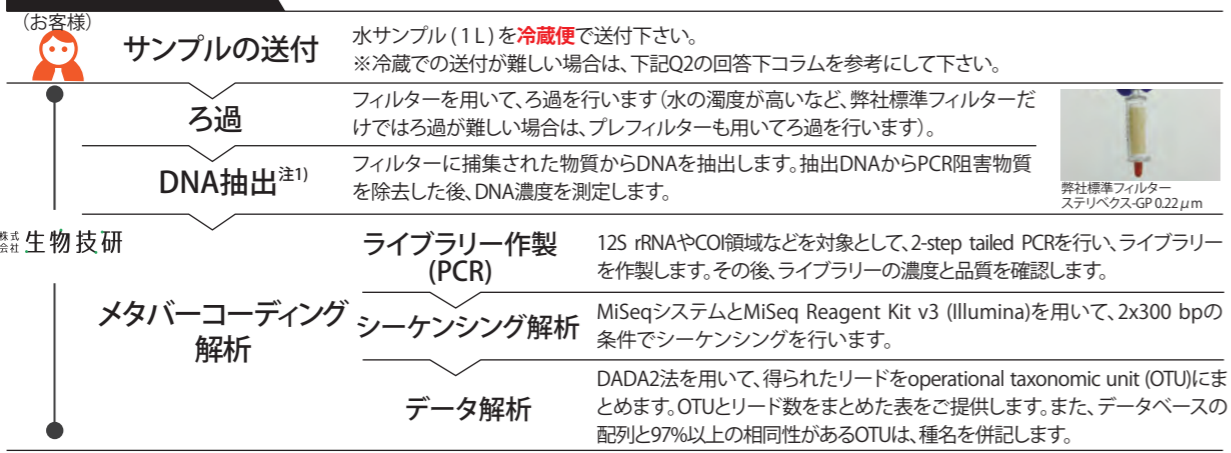 (お客様)
サンプルの送付
水サンプル(1L)を冷蔵便で送付下さい。
※冷蔵での送付が難しい場合は、下記Q2の回答下コラムを参考にして下さい。
ろ過
フィルターを用いて、ろ過を行います(水の濁度が高いなど、弊社標準フィルターだ
けではろ過が難しい場合は、プレフィルターも用いてろ過を行います)。
DNA抽出注1)
フィルターに捕集された物質からDNAを抽出します。抽出DNAからPCR阻害物質
を除去した後、DNA濃度を測定します。
弊社標準フィルター
ステリベクス-GP 0.22μm
株式会社 生物技研
メタバーコーディング
解析
ライブラリー作製
(PCR)
12S rRNAやCOI領域などを対象として、2-step tailed PCRを行い、ライブラリー
を作製します。その後、ライブラリーの濃度と品質を確認します。
シーケンシング解析
MiSeqシステムとMiSeq Reagent Kit v3 (Illumina)を用いて、2x300 bpの
条件でシーケンシングを行います。
データ解析
DADA2法を用いて、得られたリードをoperational taxonomic unit (OTU)にま
とめます。OTUとリード数をまとめた表をご提供します。また、データベースの
配列と97%以上の相同性があるOTUは、種名を併記します。